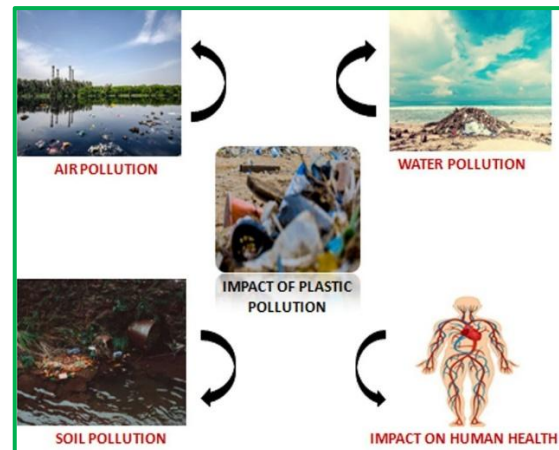 AIR POLLUTION
WATER POLLUTION
IMPACT OF PLASTIC
POLLUTION
SOIL POLLUTION
IMPACT ON HUMAN HEALTH